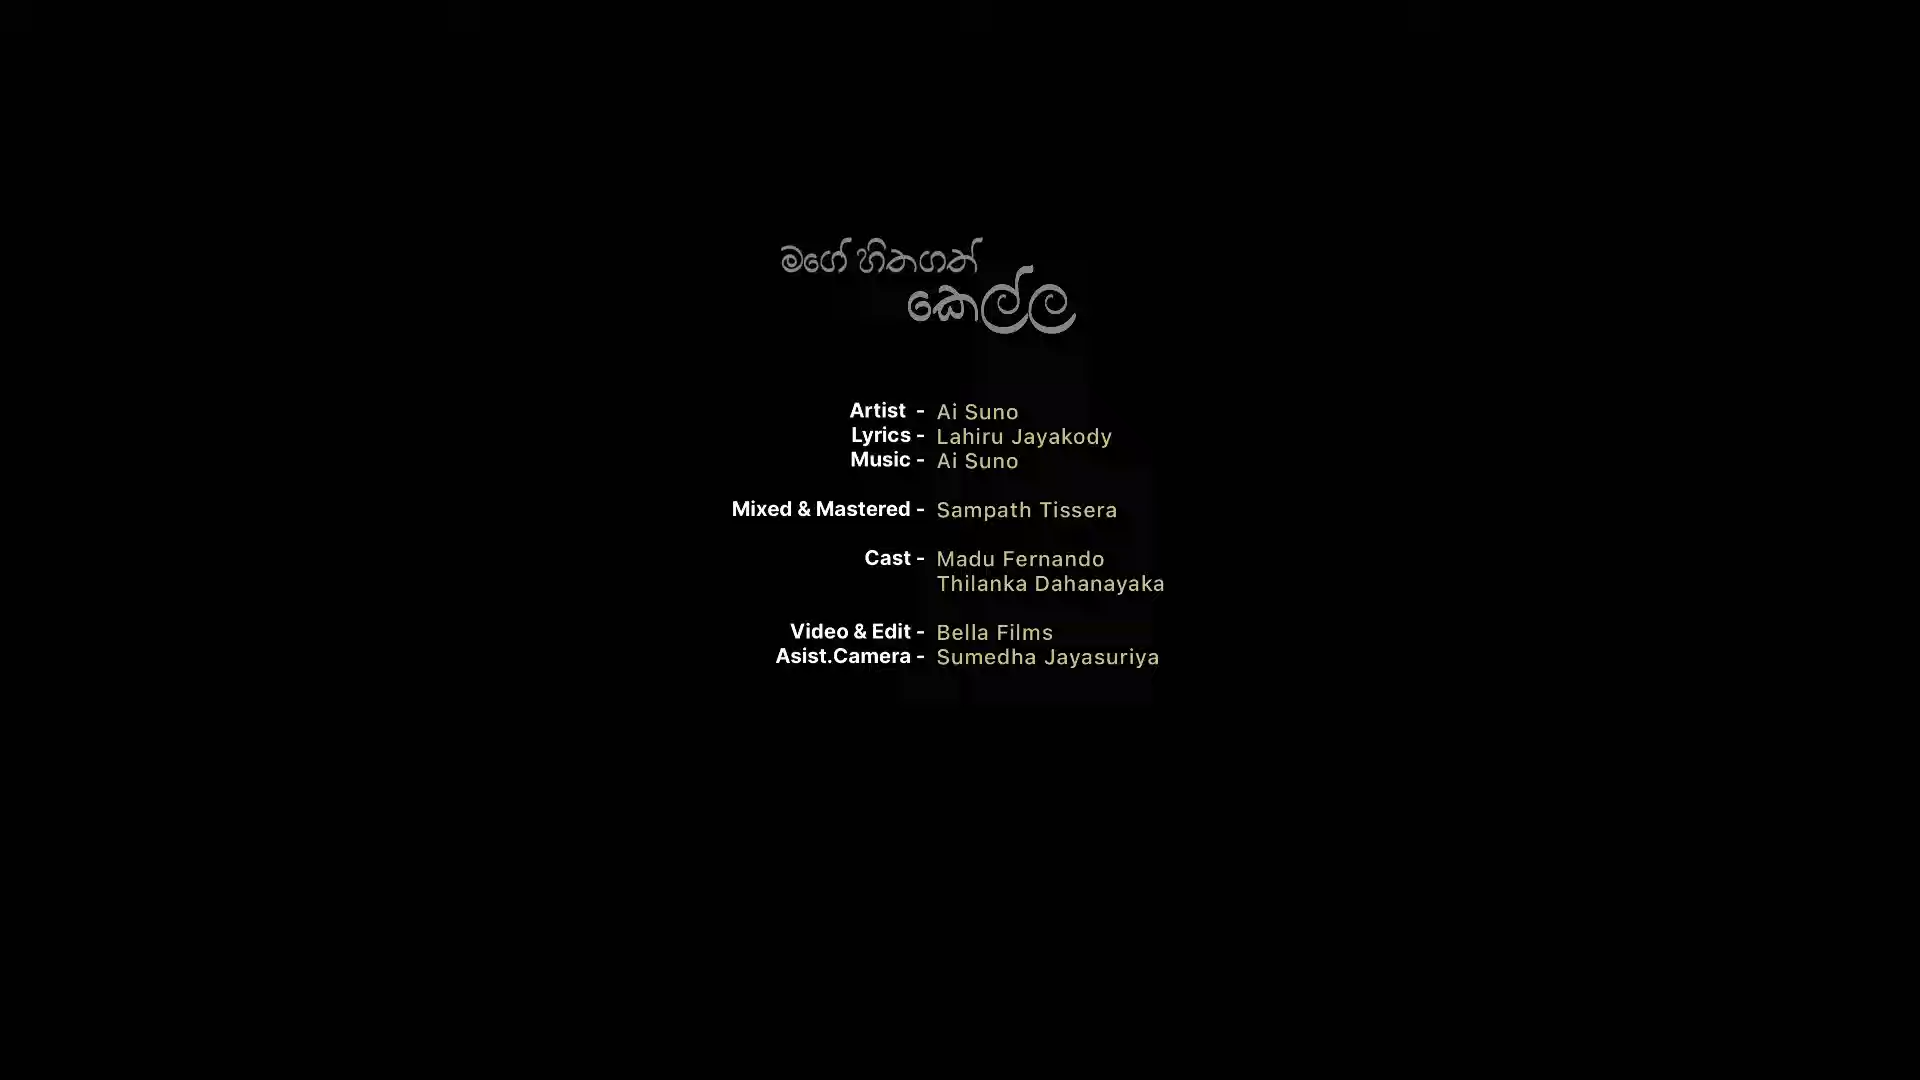 මගේ හිතගත්
කෙල්ල
Artist - Ai Suno
Lyrics - Lahiru Jayakody
Music - Ai Suno
Mixed & Mastered - Sampath Tissera
Cast - Madu Fernando
Thilanka Dahanayaka
Video & Edit - Bella Films
Asist.Camera - Sumedha Jayasuriya